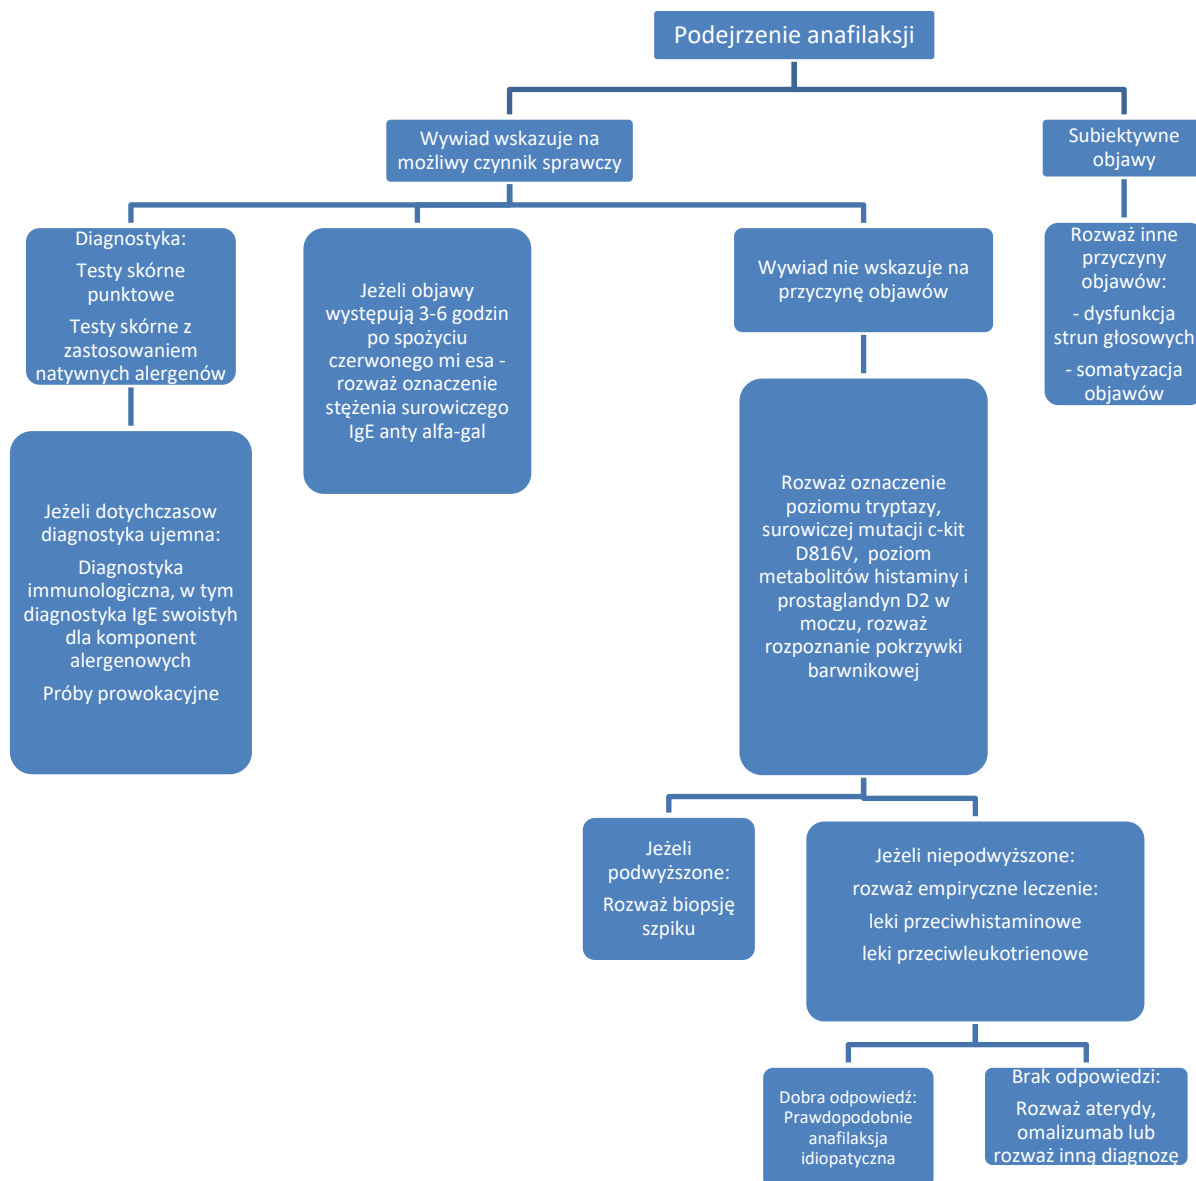 Podejrzenie anafilaksji
Wywiad wskazuje na
możliwy czynnik sprawczy
Subiektywne
objawy
Diagnostyka:
Testy skórne
punktowe
Testy skórne z
zastosowaniem
natywnych alergenów
Jeżeli objawy
występują 3-6 godzin
po spożyciu
czerwonego mi esa -
rozważ oznaczenie
stężenia surowiczego
IgE anty alfa-gal
Wywiad nie wskazuje na
przyczynę objawów
Rozważ inne
przyczyny
objawów:
- dysfunkcja
strun głosowych
- somatyzacja
objawów
Jeżeli dotychczasow
diagnostyka ujemna:
Diagnostyka
immunologiczna, w tym
diagnostyka IgE swoistyh
dla komponent
alergenowych
Próby prowokacyjne
Rozważ oznaczenie
poziomu tryptazy,
surowiczej mutacji c-kit
D816V,  poziom
metabolitów histaminy i
prostaglandyn D2 w
moczu, rozważ
rozpoznanie pokrzywki
barwnikowej
Jeżeli
podwyższone:
Rozważ biopsję
szpiku
Jeżeli niepodwyższone:
rozważ empiryczne leczenie:
leki przeciwhistaminowe
leki przeciwleukotrienowe
Dobra odpowiedź:
Prawdopodobnie
anafilaksja
idiopatyczna
Brak odpowiedzi:
Rozważ aterydy,
omalizumab lub
rozważ inną diagnozę